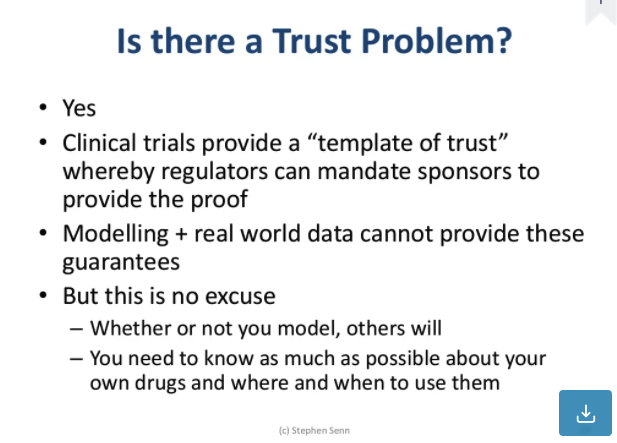 Is there a Trust Problem?
• Yes
• Clinical trials provide a “template of trust”
whereby regulators can mandate sponsors to
provide the proof
• Modelling + real world data cannot provide these
guarantees
• But this is no excuse
– Whether or not you model, others will
– You need to know as much as possible about your
own drugs and where and when to use them
(c) Stephen Senn